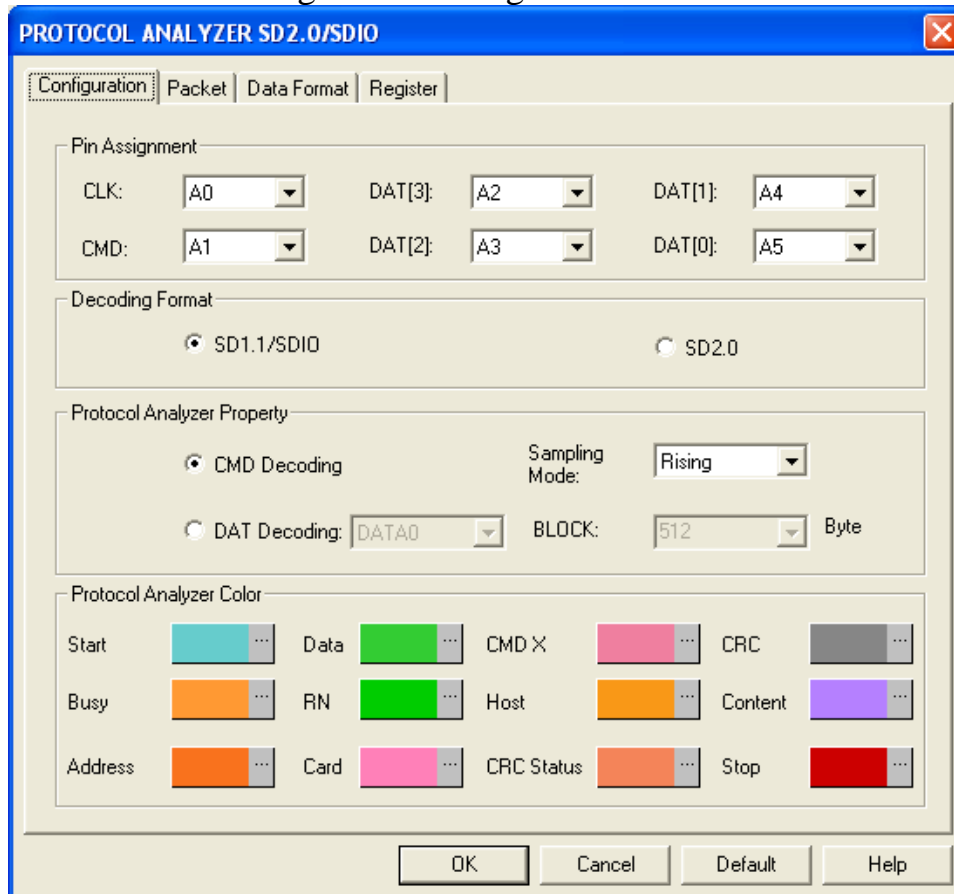 PROTOCOL ANALYZER SD2.0/SDIO
Configuration Packet Data Format Register
Pin Assignment
CLK: A0 DAT[3]: A2 DAT[1]: A4
CMD: A1 DAT[2]: A3 DAT[0]: A5
Decoding Format
SD1.1/SDIO SD2.0
Protocol Analyzer Property
CMD Decoding Sampling Mode: Rising
DAT Decoding: DATA0 BLOCK: 512 Byte
Protocol Analyzer Color
Start ... Data ... CMD X ... CRC ...
Busy ... RN ... Host ... Content ...
Address ... Card ... CRC Status ... Stop ...
OK Cancel Default Help